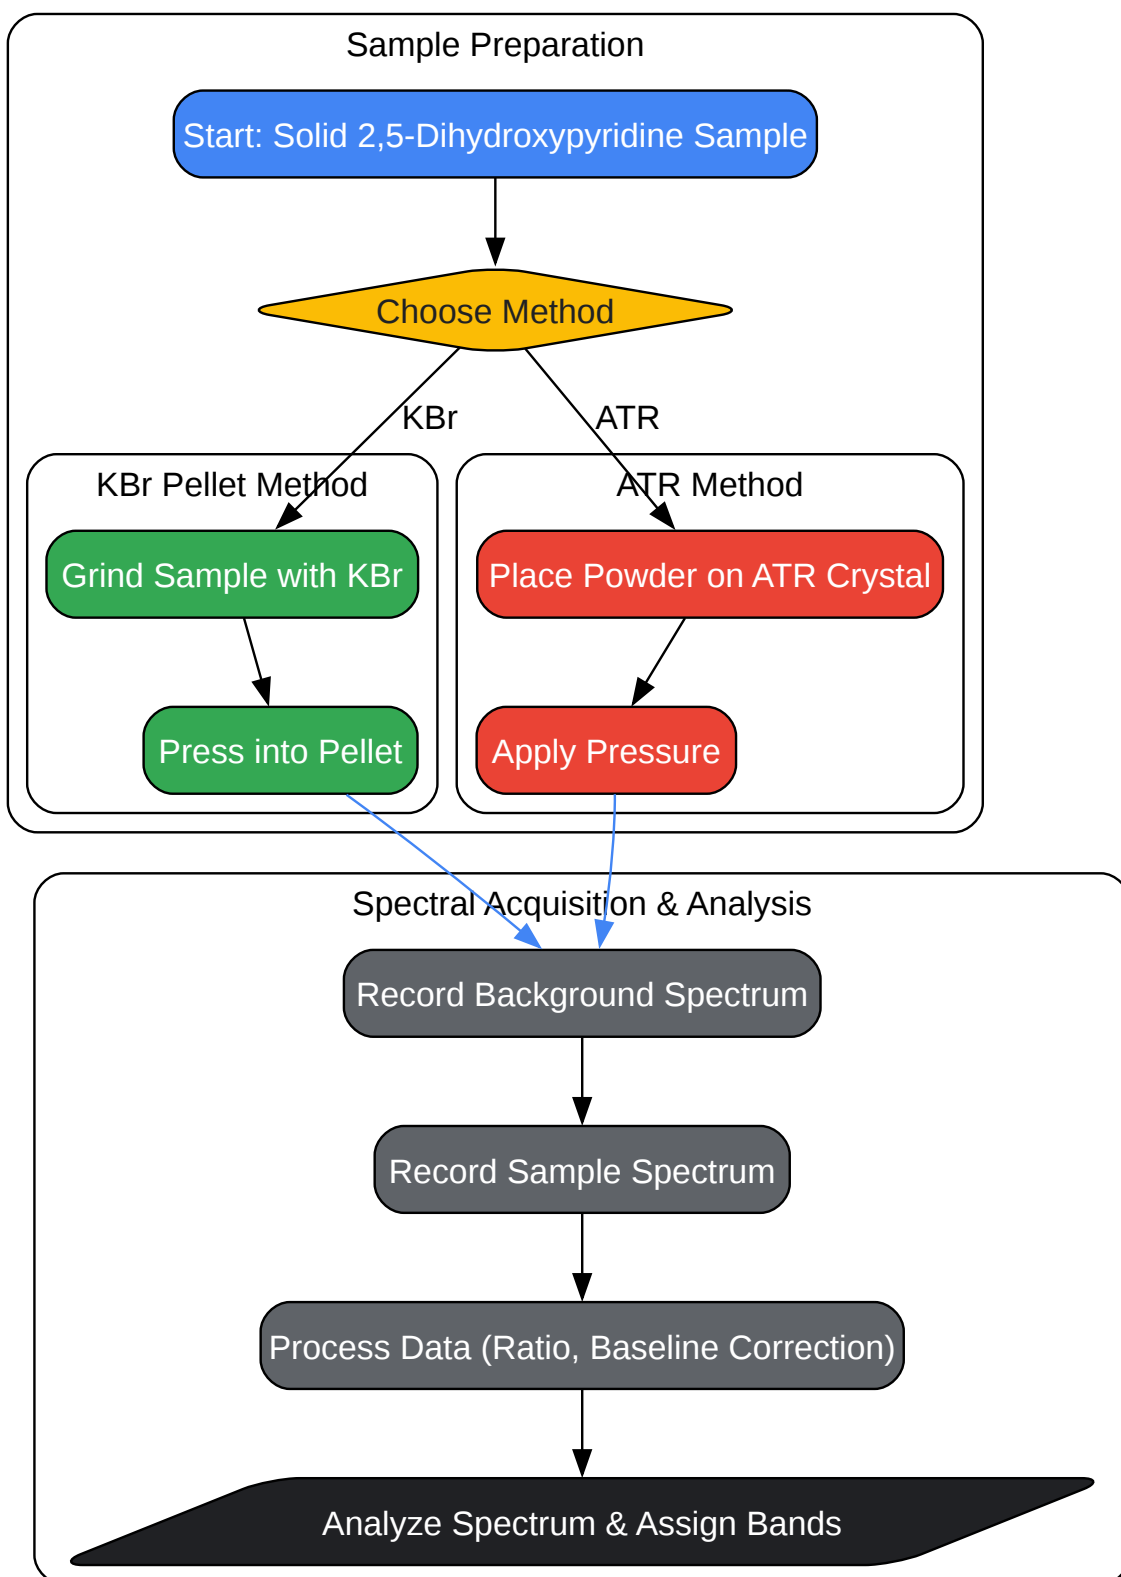 Sample Preparation
Start: Solid 2,5-Dihydroxypyridine Sample
Choose Method
KBr
ATR
KBr Pellet Method
ATR Method
Grind Sample with KBr
Place Powder on ATR Crystal
Press into Pellet
Apply Pressure
Spectral Acquisition & Analysis
Record Background Spectrum
Record Sample Spectrum
Process Data (Ratio, Baseline Correction)
Analyze Spectrum & Assign Bands